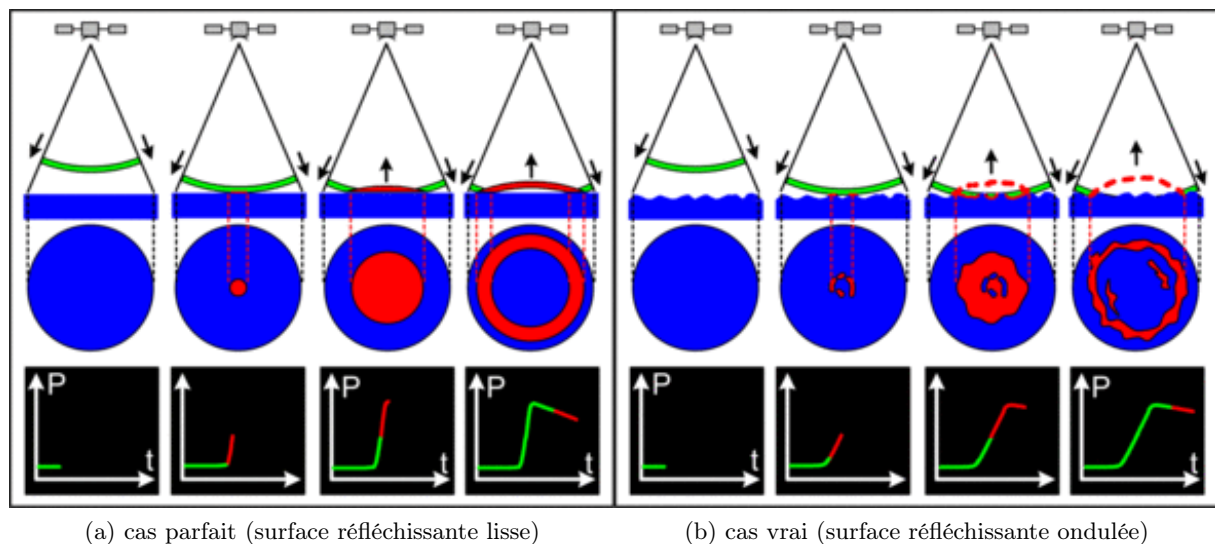 P
t
P
t
P
t
P
t
(a) cas parfait (surface réfléchissante lisse)
(b) cas vrai (surface réfléchissante ondulée)